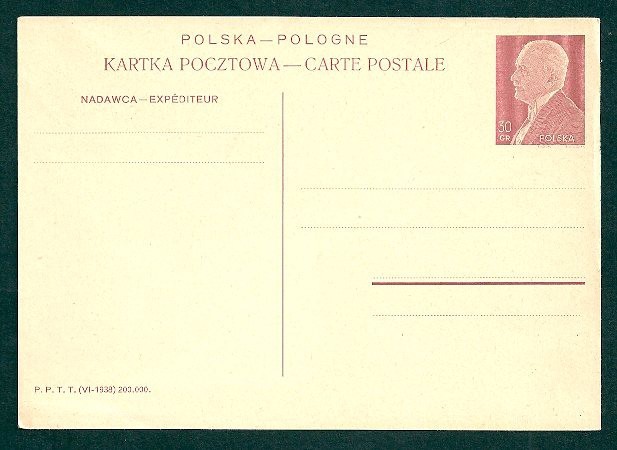 POLSKA—POLOGNE
KARTKA POCZTOWA—CARTE POSTALE
NADAWCA—EXPÉDITEUR
30
GR
POLSKA
P. P. T. T. (VI-1938) 200.000.